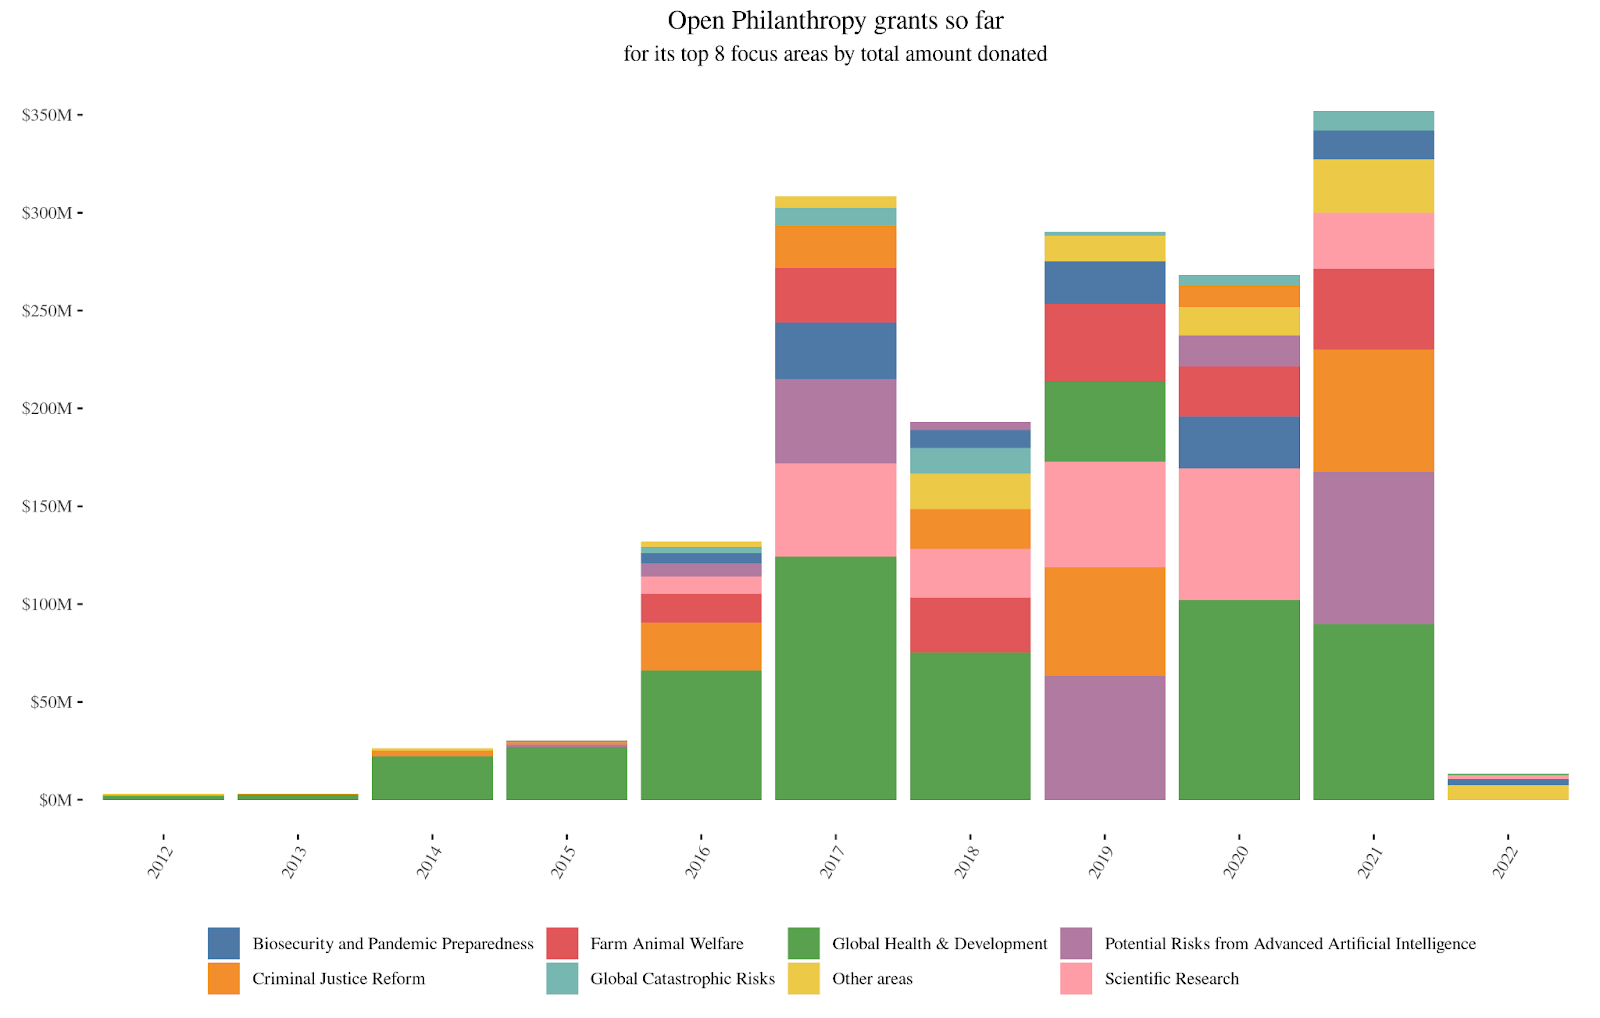 Open Philanthropy grants so far
for its top 8 focus areas by total amount donated
$350M
$300M
$250M
$200M
$150M
$100M
$50M
$0M
2012 2013 2014 2015 2016 2017 2018 2019 2020 2021 2022
Biosecurity and Pandemic Preparedness Farm Animal Welfare Global Health & Development Potential Risks from Advanced Artificial Intelligence
Criminal Justice Reform Global Catastrophic Risks Other areas Scientific Research